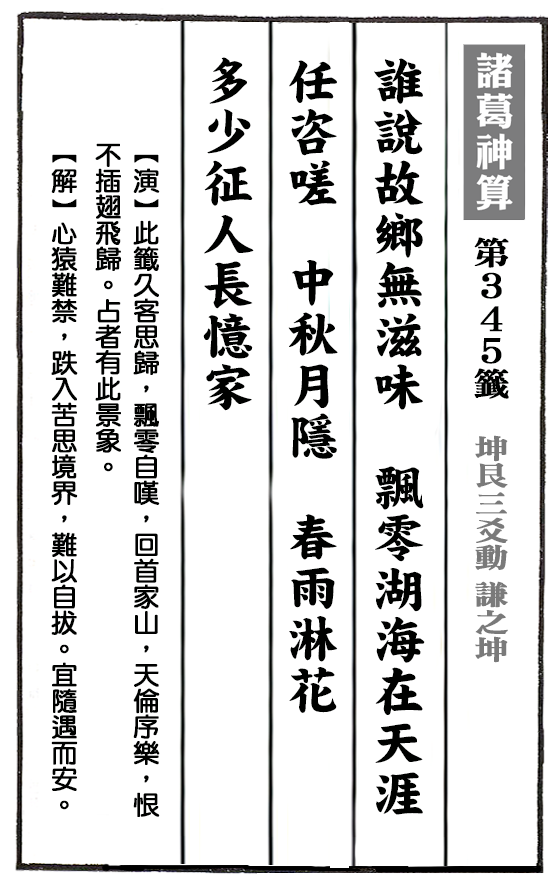 諸葛神算 第345籤 坤艮三爻動 謙之坤
誰說故鄉無滋味 飄零湖海在天涯
任咨嗟 中秋月隱 春雨淋花
多少征人長憶家
【演】此籤久客思歸，飄零自嘆，回首家山，天倫序樂，恨
不插翅飛歸。占者有此景象。
【解】心猿難禁，跌入苦思境界，難以自拔。宜隨遇而安。